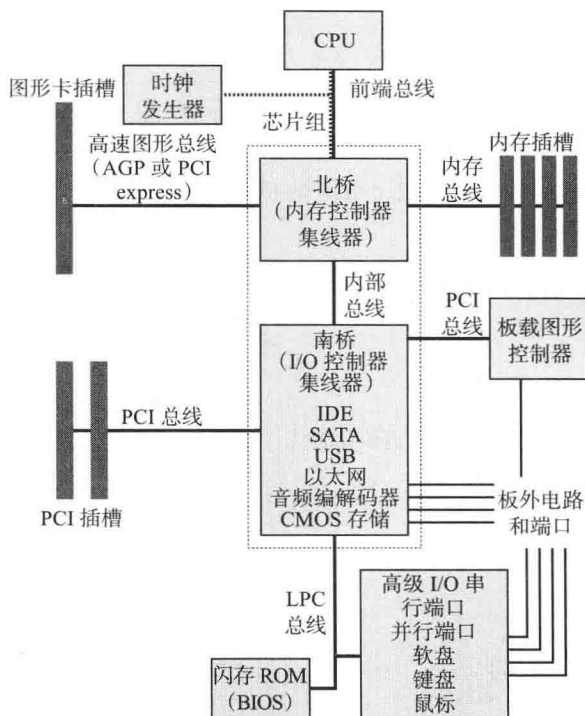 CPU
图形卡插槽
时钟
发生器
前端总线
芯片组
高速图形总线
（AGP 或 PCI
express）
北桥
（内存控制器
集线器）
内存
总线
内存插槽
内部
总线
PCI
总线
板载图形
控制器
南桥
（I/O 控制器
集线器）
IDE
SATA
USB
以太网
音频编解码器
CMOS 存储
PCI 总线
PCI 插槽
板外电路
和端口
LPC
总线
高级 I/O 串
行端口
并行端口
软盘
键盘
鼠标
闪存 ROM
（BIOS）